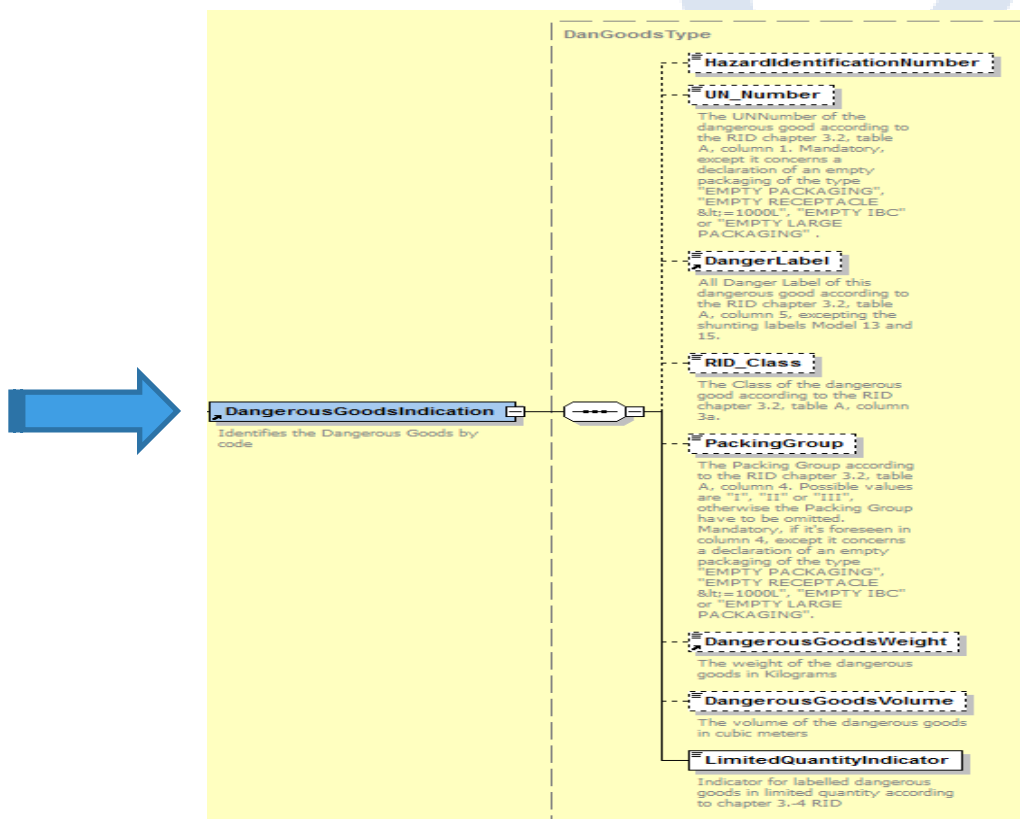 DanGoodsType
HazardIdentificationNumber
UN_Number
The UNNumber of the
dangerous good according to
the RID chapter 3.2, table
A, column 1. Mandatory,
except it concerns a
declaration of an empty
packaging of the type
"EMPTY PACKAGING",
"EMPTY RECEPTACLE
&lt;=1000L", "EMPTY IBC"
or "EMPTY LARGE
PACKAGING" .
DangerLabel
All Danger Label of this
dangerous good according to
the RID chapter 3.2, table
A, column 5, excepting the
shunting labels Model 13 and
15.
RID_Class
The Class of the dangerous
good according to the RID
chapter 3.2, table A, column
3a.
DangerousGoodsIndication
Identifies the Dangerous Goods by
code
PackingGroup
The Packing Group according
to the RID chapter 3.2, table
A, column 4. Possible values
are "I", "II" or "III",
otherwise the Packing Group
have to be omitted.
Mandatory, if it's foreseen in
column 4, except it concerns
a declaration of an empty
packaging of the type
"EMPTY PACKAGING",
"EMPTY RECEPTACLE
&lt;=1000L", "EMPTY IBC"
or "EMPTY LARGE
PACKAGING".
DangerousGoodsWeight
The weight of the dangerous
goods in Kilograms
DangerousGoodsVolume
The volume of the dangerous goods
in cubic meters
LimitedQuantityIndicator
Indicator for labelled dangerous
goods in limited quantity according
to chapter 3.-4 RID